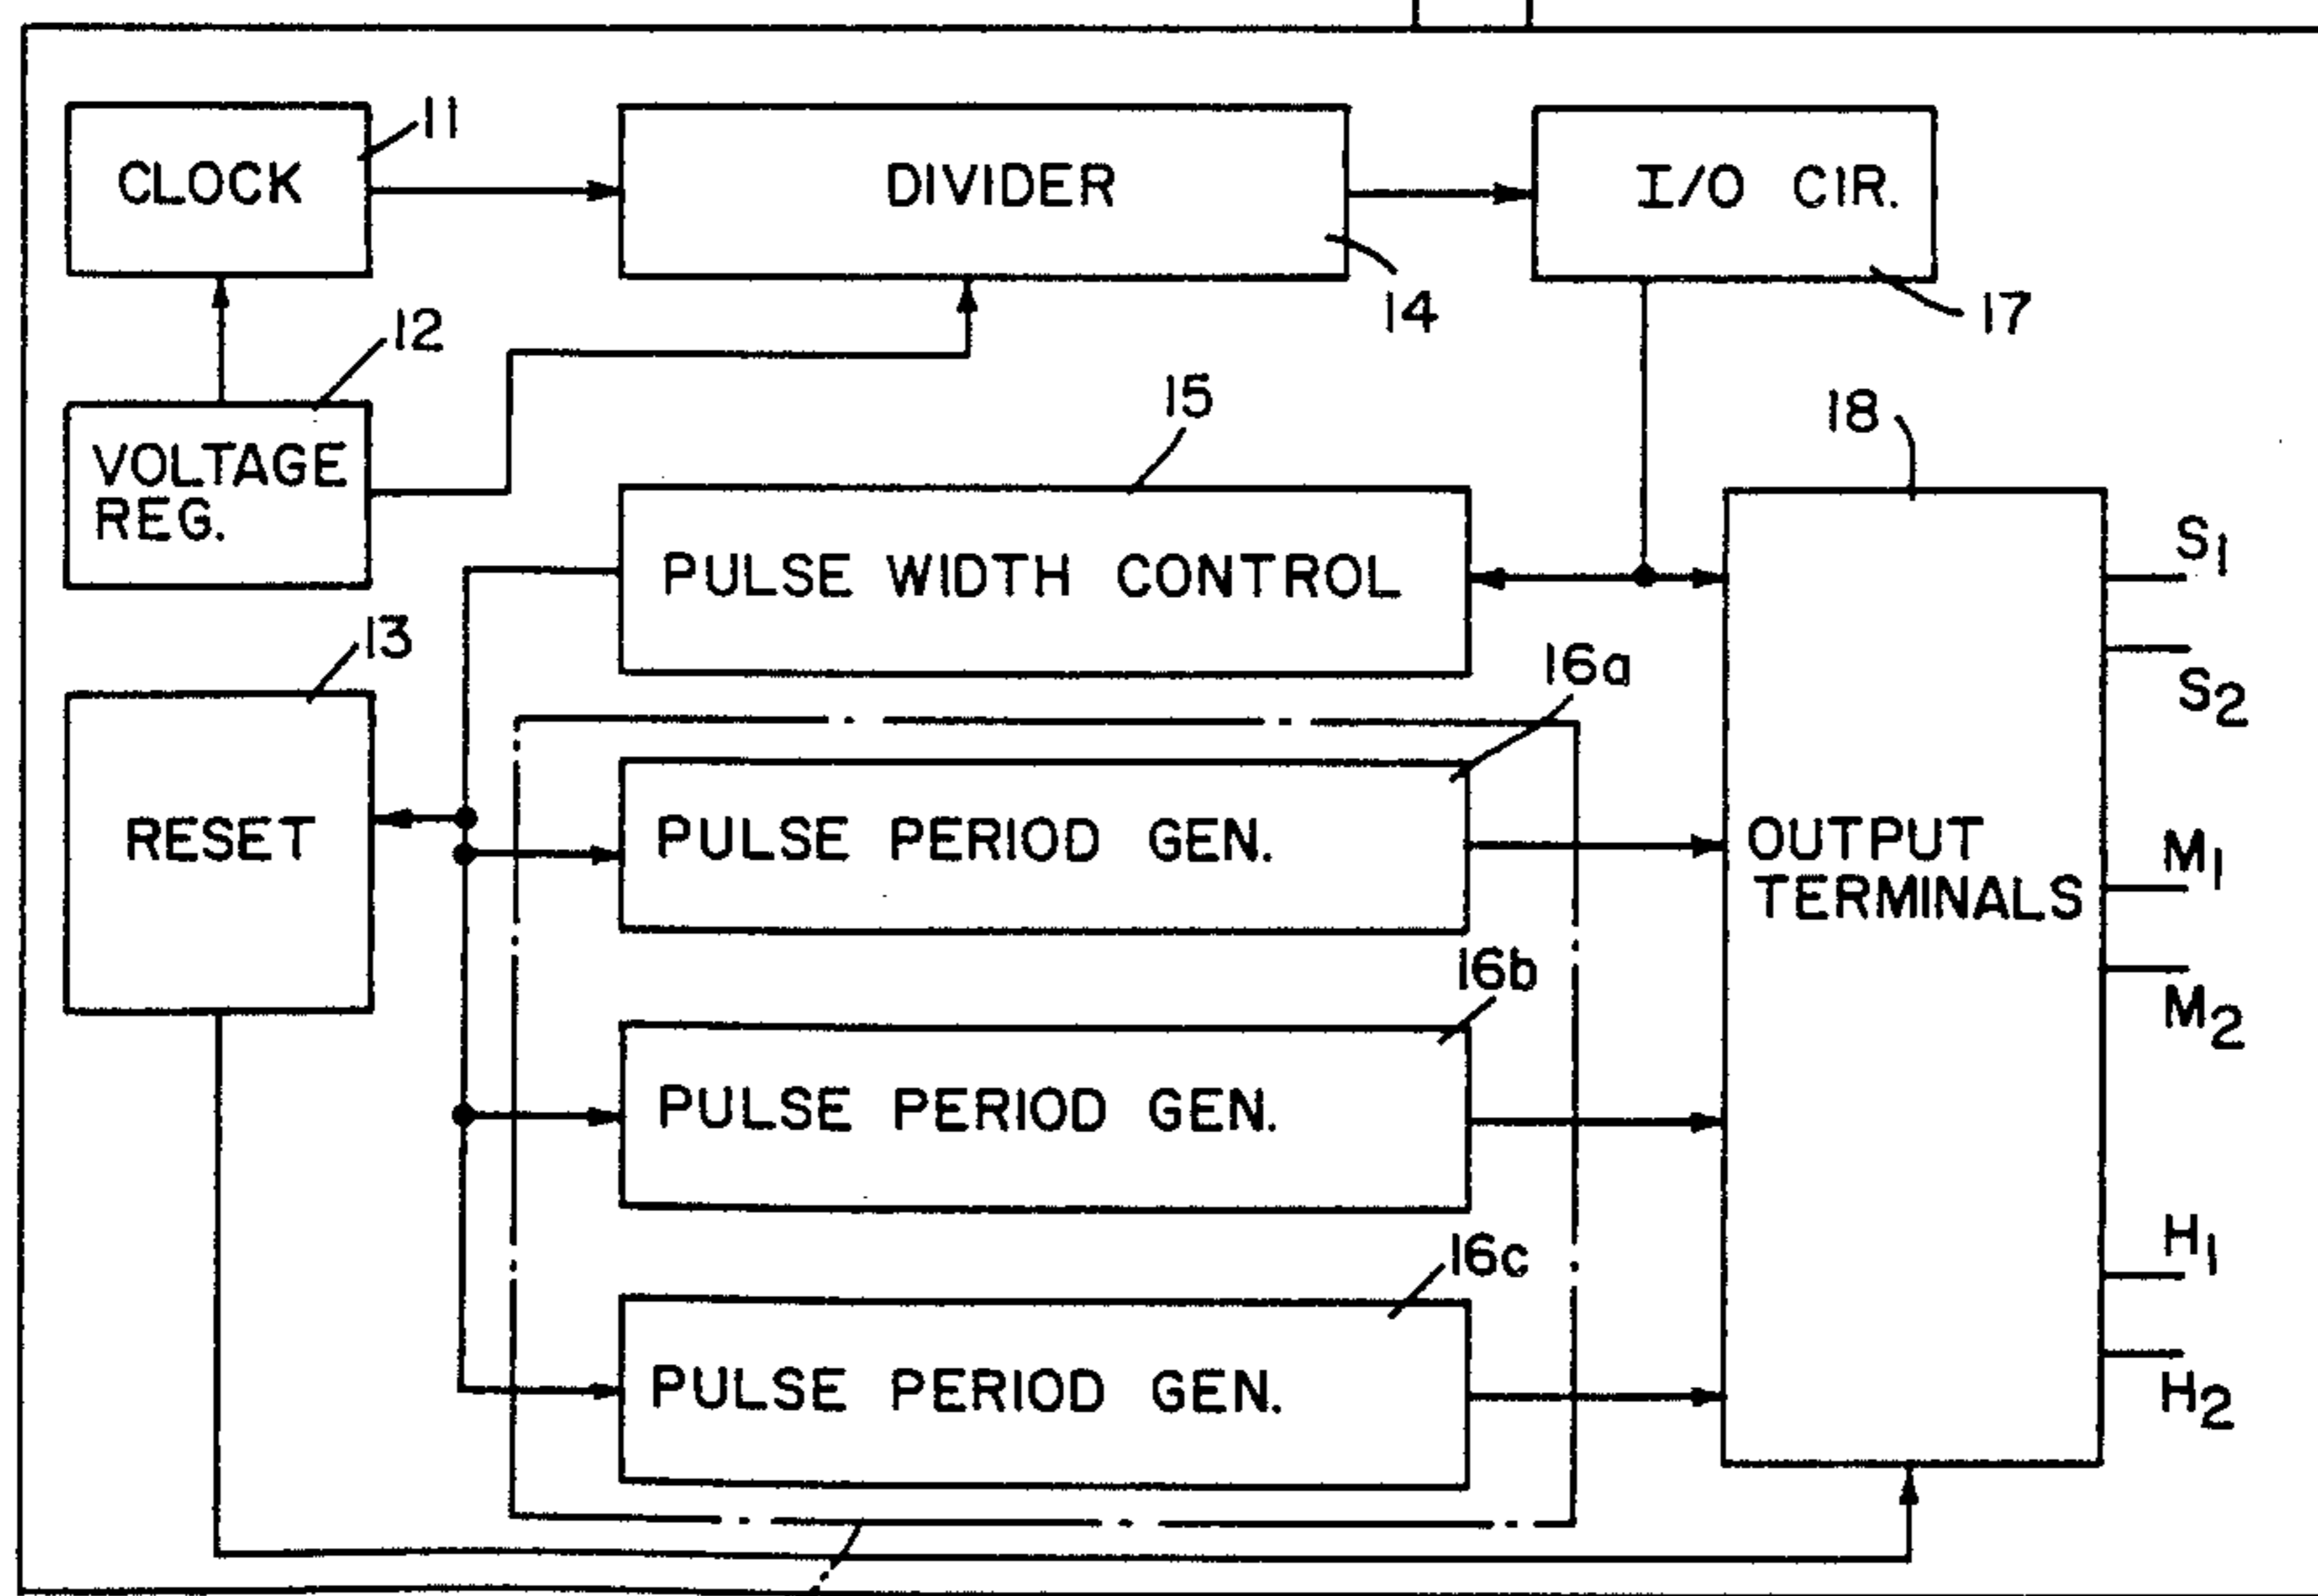 CLOCK
11
DIVIDER
14
I/O CIR.
17
VOLTAGE
REG.
12
15
PULSE WIDTH CONTROL
18
S1
S2
13
RESET
16a
PULSE PERIOD GEN.
OUTPUT
TERMINALS
M1
M2
16b
PULSE PERIOD GEN.
16c
PULSE PERIOD GEN.
H1
H2